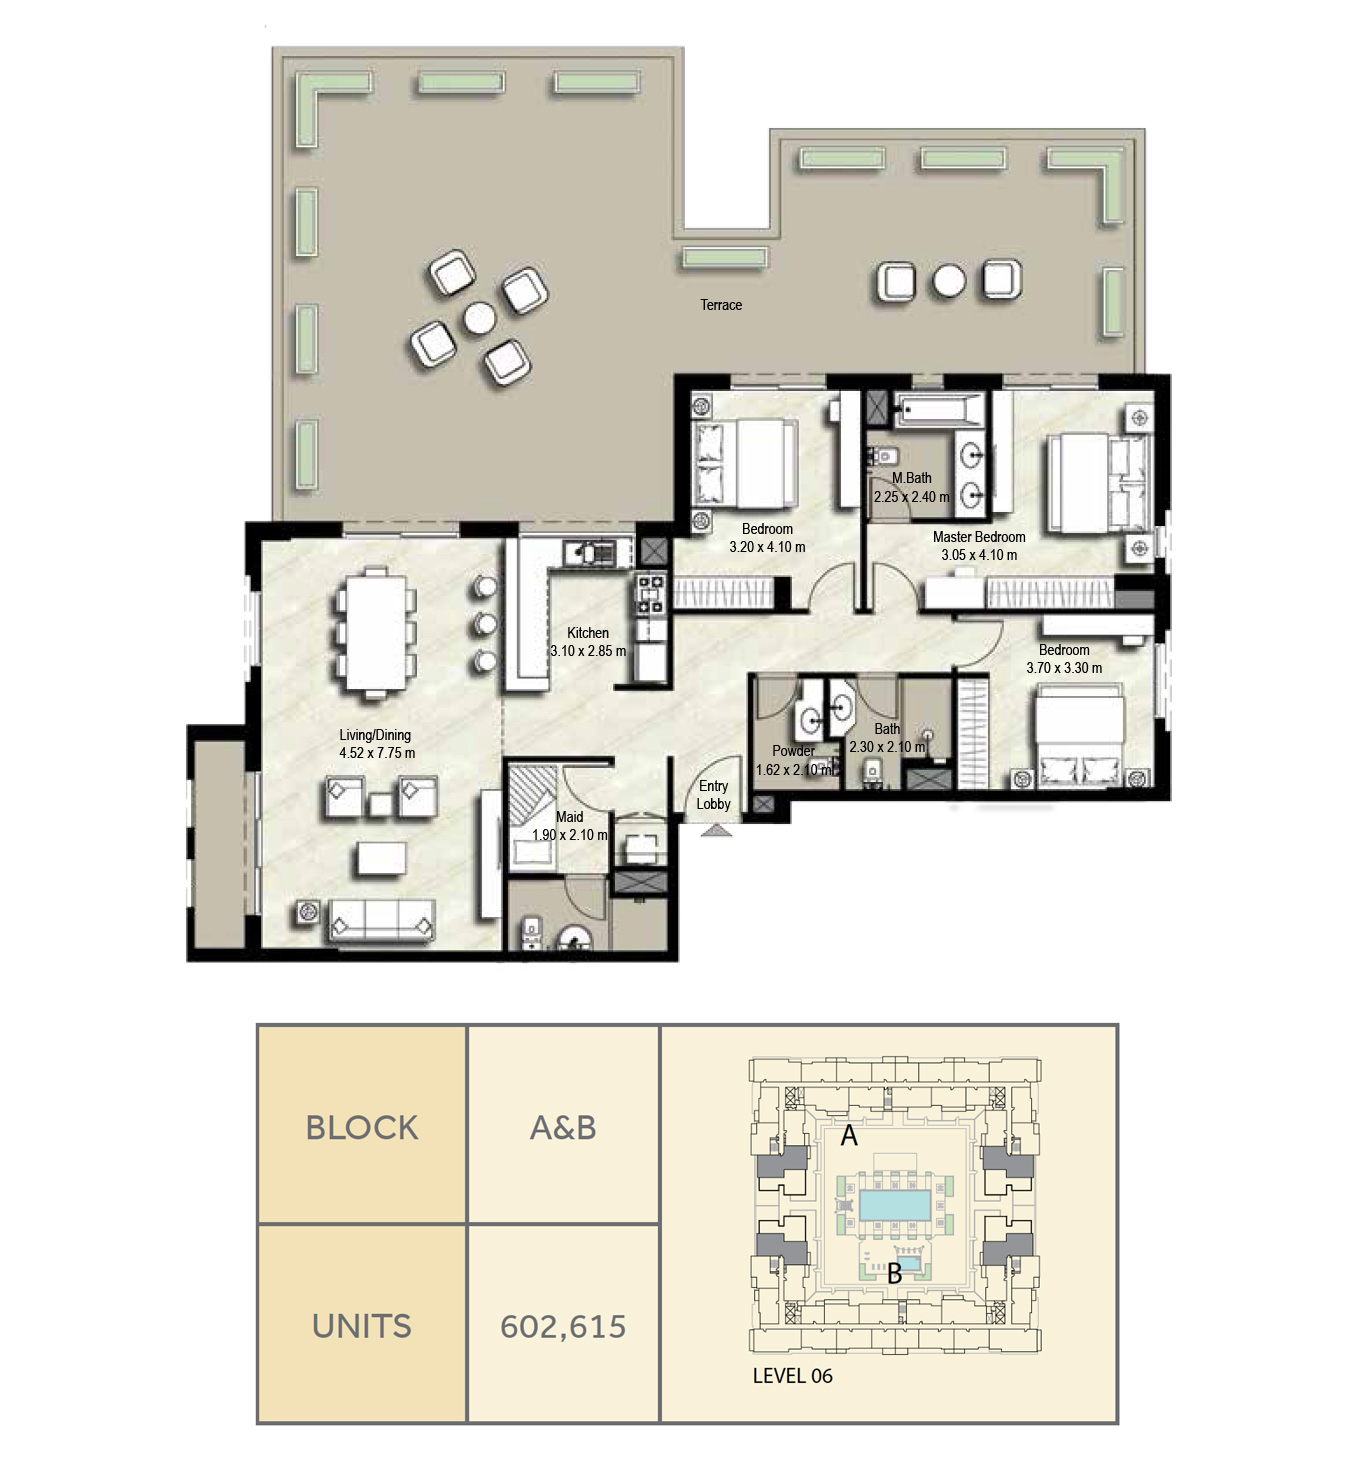 Terrace
M.Bath
2.25 x 2.40 m
Bedroom
3.20 x 4.10 m
Master Bedroom
3.05 x 4.10 m
Kitchen
3.10 x 2.85 m
Bedroom
3.70 x 3.30 m
Living/Dining
4.52 x 7.75 m
Bath
2.30 x 2.10 m
Powder
1.62 x 2.10 m
Entry
Lobby
Maid
1.90 x 2.10 m
BLOCK
A&B
UNITS
602,615
A
B
LEVEL 06